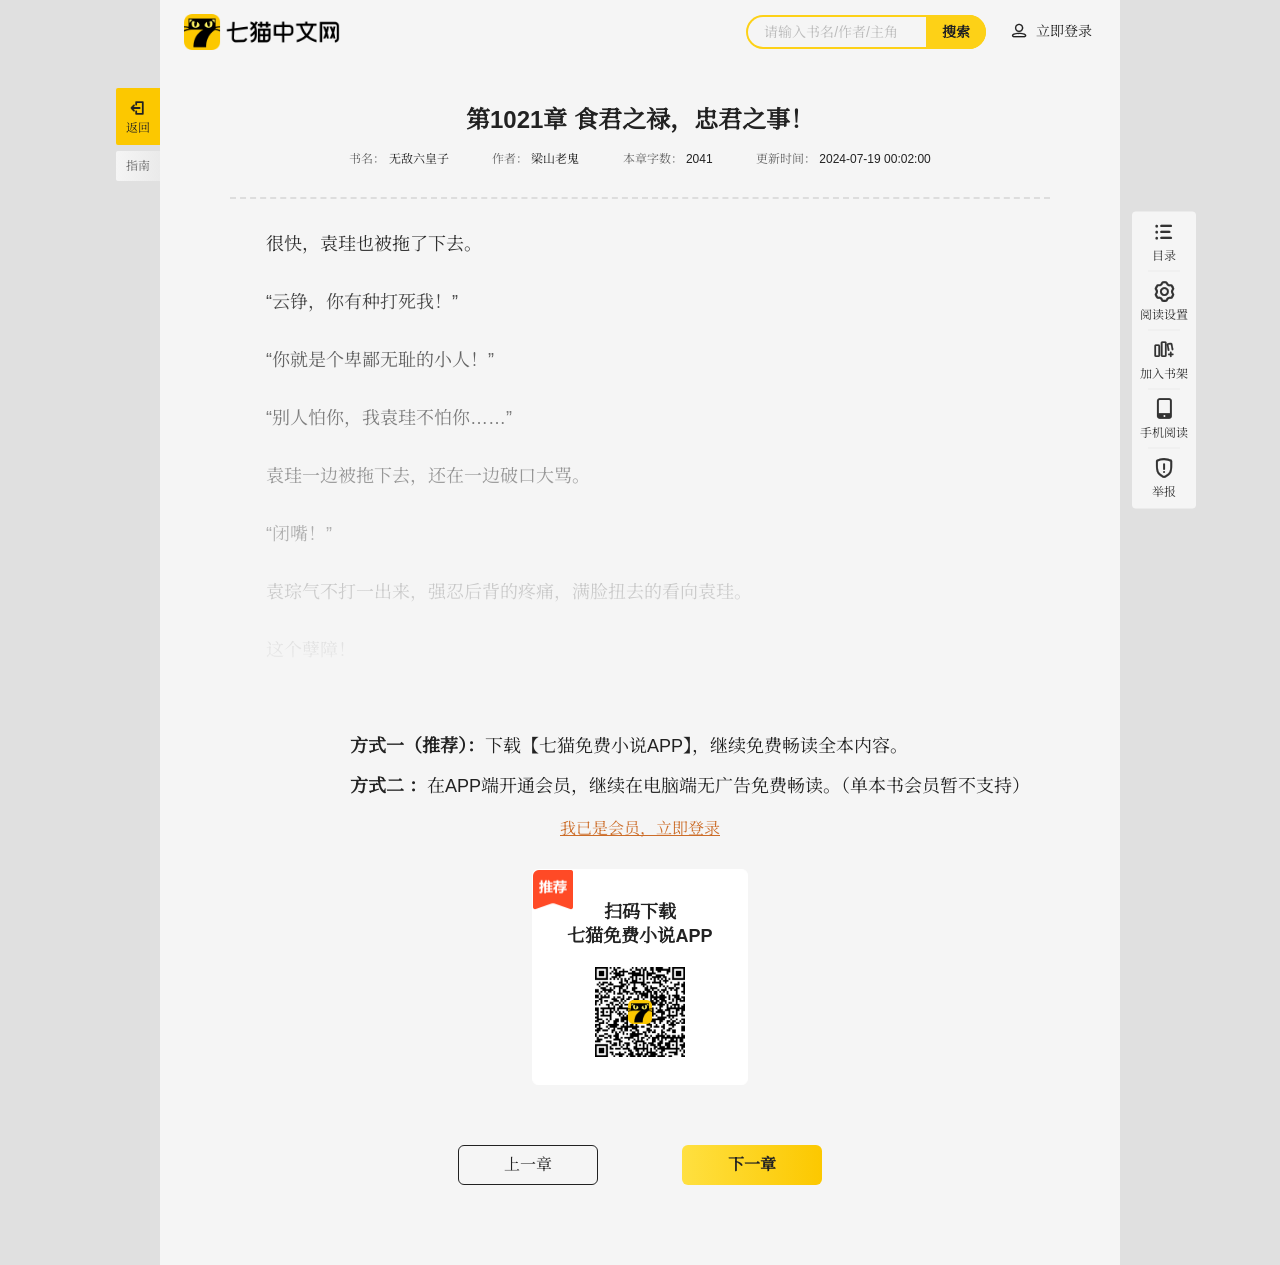 七猫中文网
请输入书名/作者/主角
搜索
立即登录
返回
指南
第1021章 食君之禄，忠君之事！
书名： 无敌六皇子 作者： 梁山老鬼 本章字数： 2041 更新时间： 2024-07-19 00:02:00
很快，袁珪也被拖了下去。
“云铮，你有种打死我！”
“你就是个卑鄙无耻的小人！”
“别人怕你，我袁珪不怕你……”
袁珪一边被拖下去，还在一边破口大骂。
“闭嘴！”
袁琮气不打一出来，强忍后背的疼痛，满脸扭去的看向袁珪。
这个孽障！
目录
阅读设置
加入书架
手机阅读
举报
方式一（推荐）：下载【七猫免费小说APP】，继续免费畅读全本内容。
方式二 ：在APP端开通会员，继续在电脑端无广告免费畅读。（单本书会员暂不支持）
我已是会员，立即登录
推荐
扫码下载
七猫免费小说APP
上一章
下一章